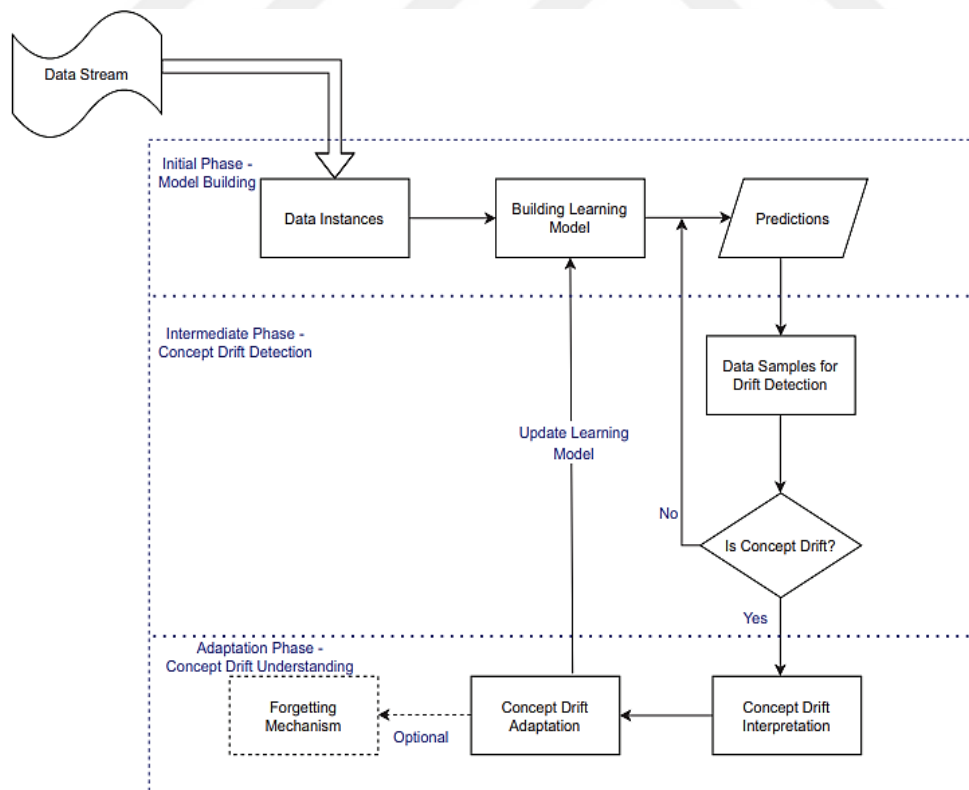 Data Stream
Initial Phase -
Model Building
Data Instances
Building Learning
Model
Predictions
Intermediate Phase -
Concept Drift Detection
Data Samples for
Drift Detection
Update Learning
Model
No
Is Concept Drift?
Yes
Adaptation Phase -
Concept Drift Understanding
Forgetting
Mechanism
Optional
Concept Drift
Adaptation
Concept Drift
Interpretation